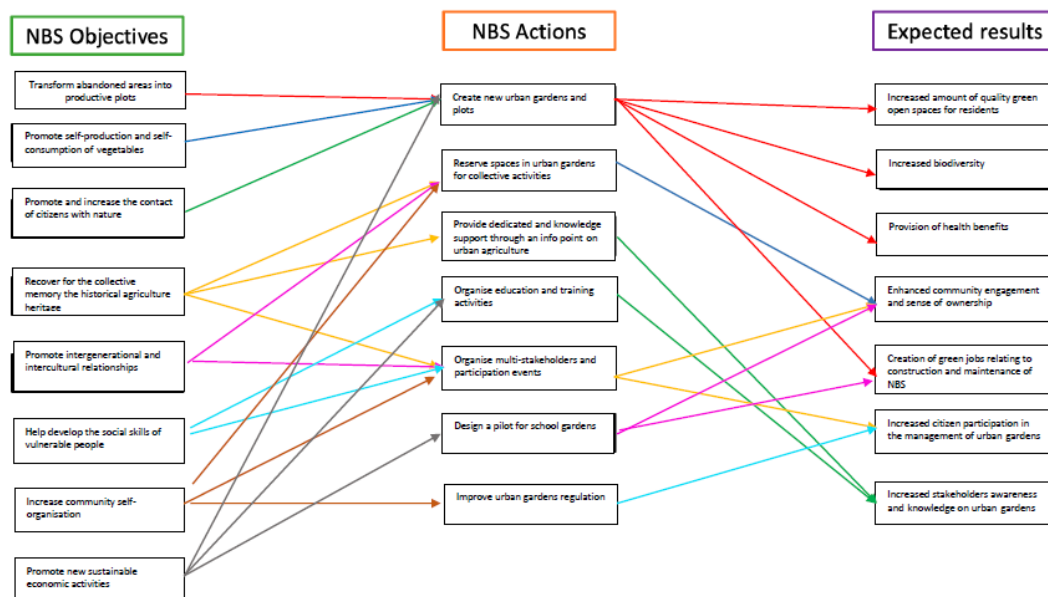 NBS Objectives
NBS Actions
Expected results
Transform abandoned areas into
productive plots
Promote self-production and self-
consumption of vegetables
Promote and increase the contact
of citizens with nature
Recover for the collective
memory the historical agriculture
heritage
Promote intergenerational and
intercultural relationships
Help develop the social skills of
vulnerable people
Increase community self-
organisation
Promote new sustainable
economic activities
Create new urban gardens and
plots
Reserve spaces in urban gardens
for collective activities
Provide dedicated and knowledge
support through an info point on
urban agriculture
Organise education and training
activities
Organise multi-stakeholders and
participation events
Design a pilot for school gardens
Improve urban gardens regulation
Increased amount of quality green
open spaces for residents
Increased biodiversity
Provision of health benefits
Enhanced community engagement
and sense of ownership
Creation of green jobs relating to
construction and maintenance of
NBS
Increased citizen participation in
the management of urban gardens
Increased stakeholders awareness
and knowledge on urban gardens